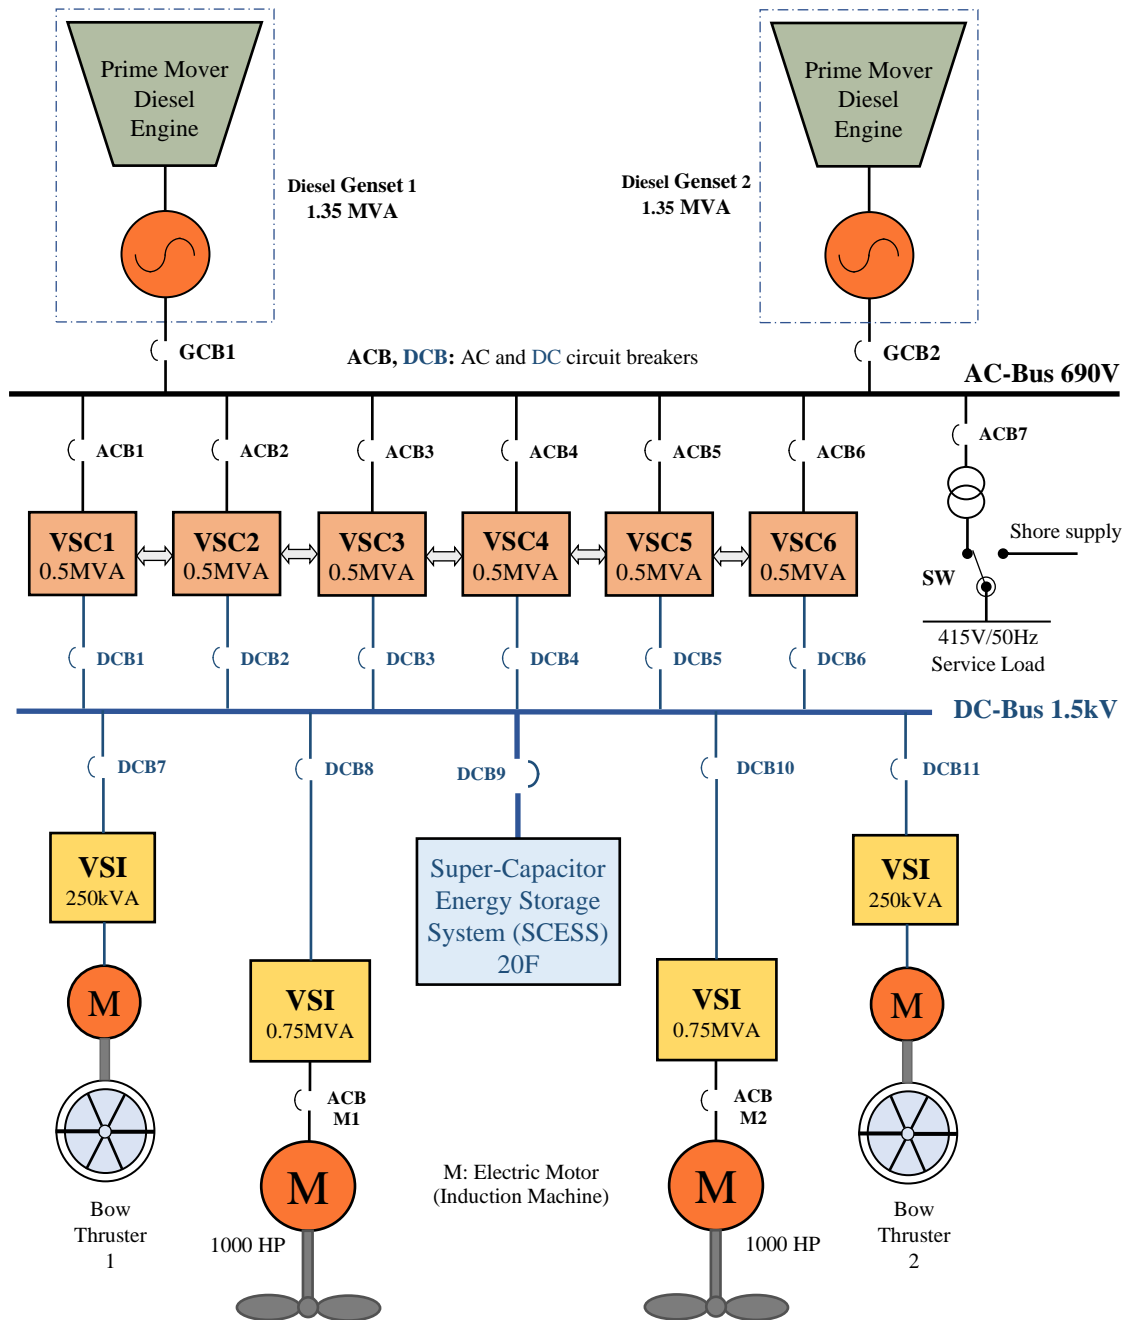 Prime Mover
Diesel
Engine
Prime Mover
Diesel
Engine
Diesel Genset 1
1.35 MVA
Diesel Genset 2
1.35 MVA
GCB1
ACB, DCB: AC and DC circuit breakers
GCB2
AC-Bus 690V
ACB1
ACB2
ACB3
ACB4
ACB5
ACB6
ACB7
VSC1
0.5MVA
VSC2
0.5MVA
VSC3
0.5MVA
VSC4
0.5MVA
VSC5
0.5MVA
VSC6
0.5MVA
Shore supply
SW
415V/50Hz
Service Load
DCB1
DCB2
DCB3
DCB4
DCB5
DCB6
DC-Bus 1.5kV
DCB7
DCB8
DCB9
DCB10
DCB11
VSI
250kVA
Super-Capacitor
Energy Storage
System (SCESS)
20F
VSI
250kVA
VSI
0.75MVA
VSI
0.75MVA
M
M
ACB
M1
ACB
M2
M
M
M: Electric Motor
(Induction Machine)
Bow
Thruster
1
1000 HP
1000 HP
Bow
Thruster
2